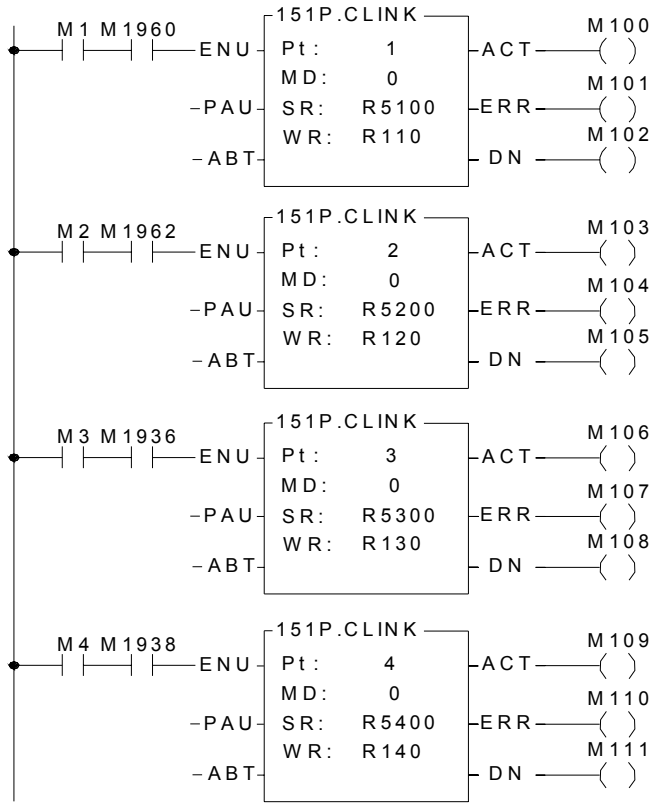 151P.CLINK
M1 M1960 ENU Pt: 1 ACT M100
MD: 0
PAU SR: R5100 ERR M101
WR: R110
ABT DN M102
151P.CLINK
M2 M1962 ENU Pt: 2 ACT M103
MD: 0
PAU SR: R5200 ERR M104
WR: R120
ABT DN M105
151P.CLINK
M3 M1936 ENU Pt: 3 ACT M106
MD: 0
PAU SR: R5300 ERR M107
WR: R130
ABT DN M108
151P.CLINK
M4 M1938 ENU Pt: 4 ACT M109
MD: 0
PAU SR: R5400 ERR M110
WR: R140
ABT DN M111